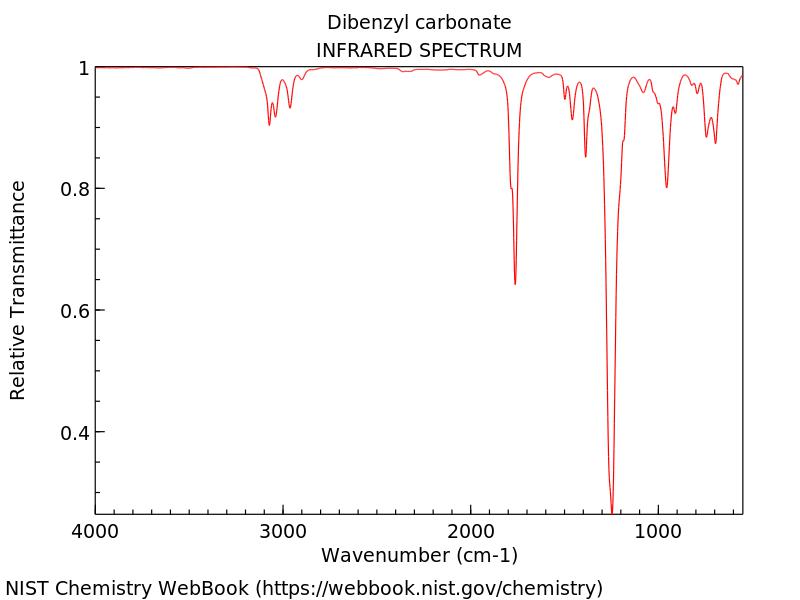 Dibenzyl carbonate
INFRARED SPECTRUM
1
0.8
0.6
0.4
Relative Transmittance
4000 3000 2000 1000
Wavenumber (cm-1)
NIST Chemistry WebBook (https://webbook.nist.gov/chemistry)